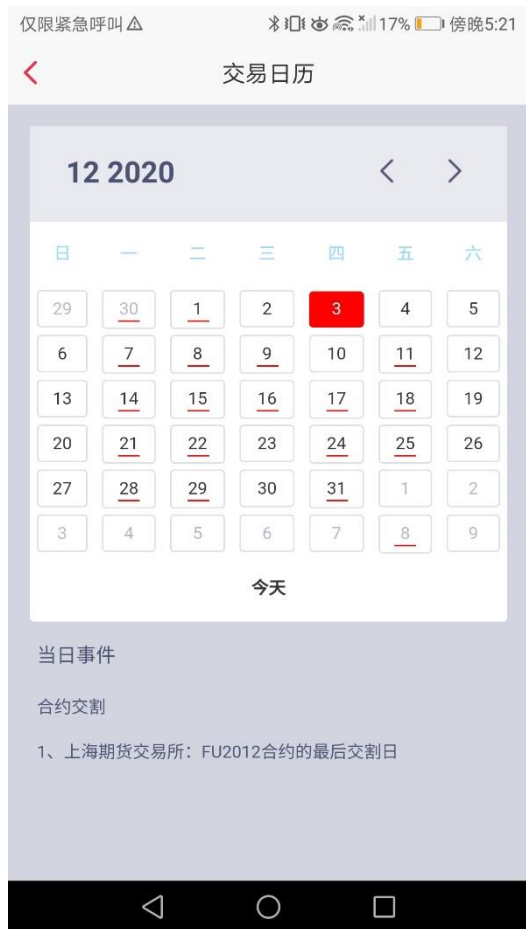 仅限紧急呼叫 17% 傍晚5:21
交易日历
12 2020
日 一 二 三 四 五 六
29 30 1 2 3 4 5
6 7 8 9 10 11 12
13 14 15 16 17 18 19
20 21 22 23 24 25 26
27 28 29 30 31 1 2
3 4 5 6 7 8 9
今天
当日事件
合约交割
1、上海期货交易所：FU2012合约的最后交割日